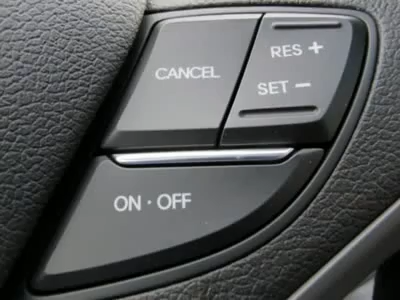 CANCEL
RES +
SET −
ON · OFF